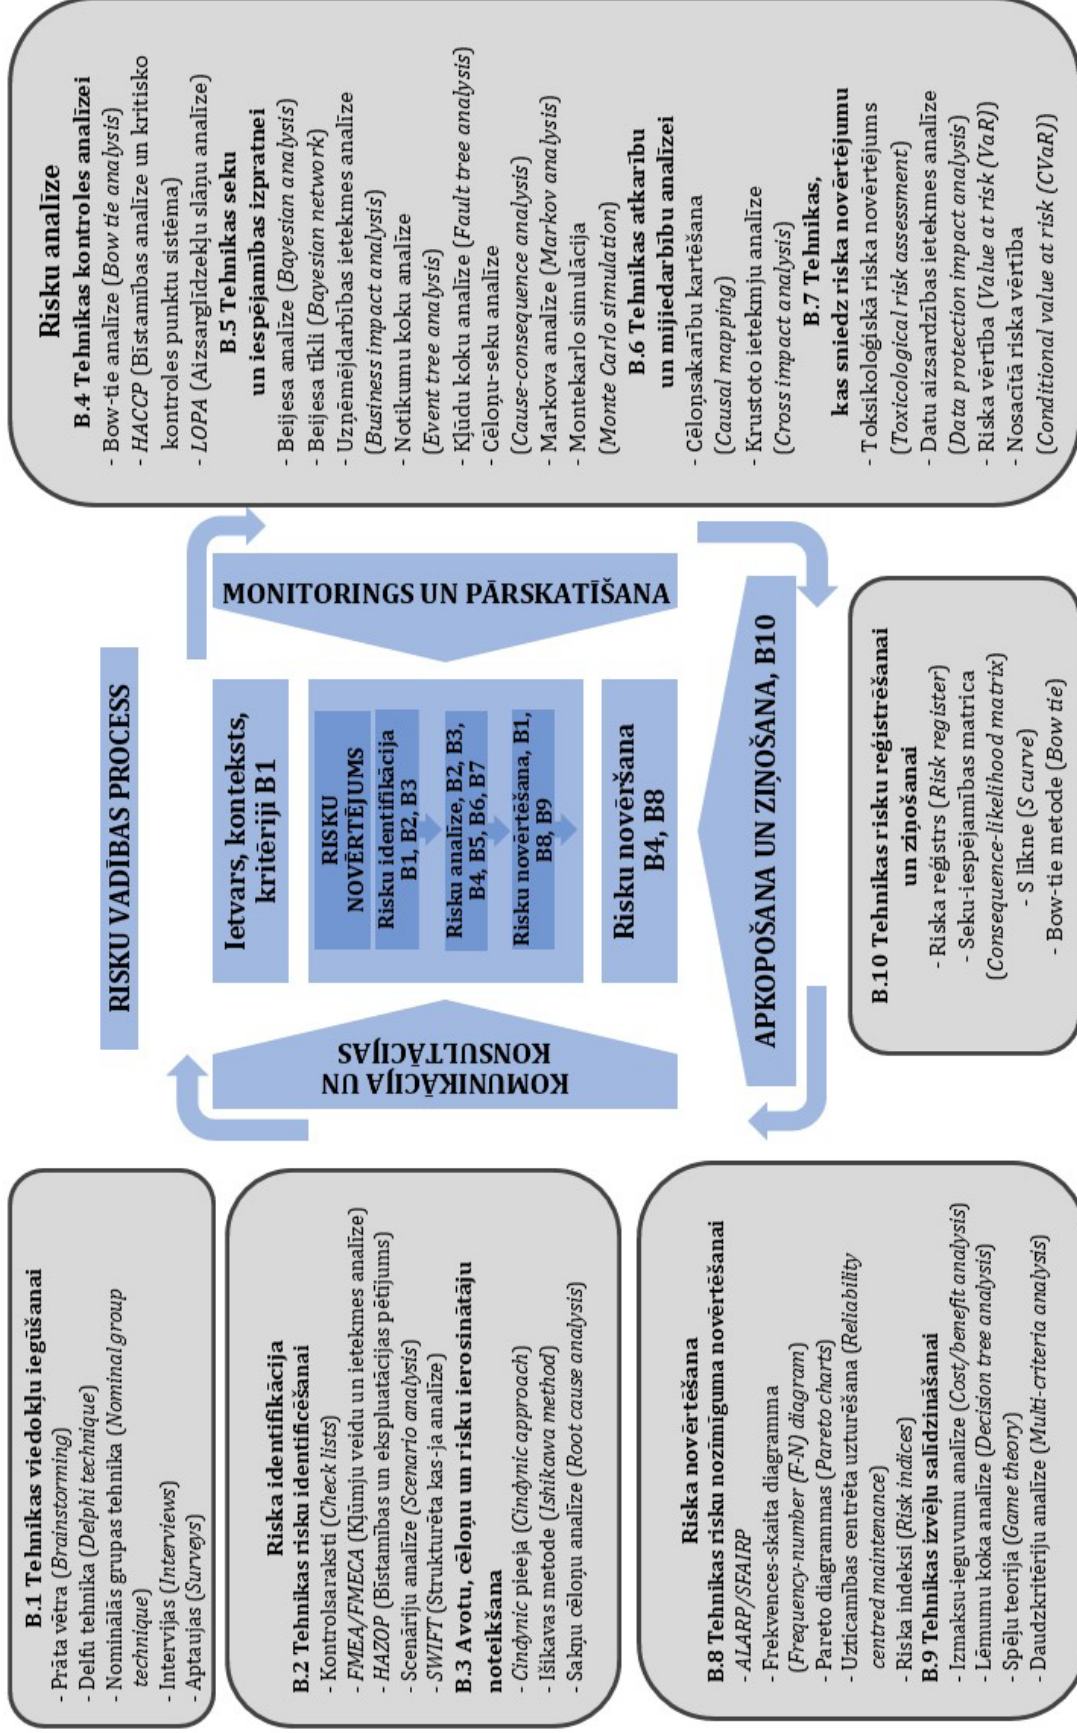 RISKU VADĪBAS PROCESS
B.1 Tehnikas viedokļu iegūšanai
- Prāta vētra (Brainstorming)
- Delfu tehnika (Delphi technique)
- Nominālās grupas tehnika (Nominal group
technique)
- Intervijas (Interviews)
- Aptaujas (Surveys)
Riska identifikācija
B.2 Tehnikas risku identificēšanai
- Kontrolsaraksti (Check lists)
- FMEA/FMECA (Kļūmju veidu un ietekmes analīze)
- HAZOP (Bīstamības un ekspluatācijas pētījums)
- Scenāriju analīze (Scenario analysis)
- SWIFT (Strukturēta kas-ja analīze)
B.3 Avotu, cēloņu un risku ierosinātāju
noteikšana
- Cindynic pieeja (Cindynic approach)
- Išikavas metode (Ishikawa method)
- Sakņu cēloņu analīze (Root cause analysis)
Riska novērtēšana
B.8 Tehnikas risku nozīmīguma novērtēšanai
- ALARP/SFAIRP
- Frekvences-skaita diagramma
(Frequency-number (F-N) diagram)
- Pareto diagrammas (Pareto charts)
- Uzticamības centrēta uzturēšana (Reliability
centred maintenance)
- Riska indeksi (Risk indices)
B.9 Tehnikas izvēļu salīdzināšanai
- Izmaksu-ieguvumu analīze (Cost/benefit analysis)
- Lēmumu koka analīze (Decision tree analysis)
- Spēļu teorija (Game theory)
- Daudzkritēriju analīze (Multi-criteria analysis)
KOMUNIKĀCIJA UN
KONSULTĀCIJAS
Ietvars, konteksts,
kritēriji B1
RISKU
NOVĒRTĒJUMS
Risku identifikācija
B1, B2, B3
Risku analīze, B2, B3,
B4, B5, B6, B7
Risku novērtēšana, B1,
B8, B9
Risku novēršana
B4, B8
MONITORINGS UN PĀRSKATĪŠANA
APKOPOŠANA UN ZIŅOŠANA, B10
B.10 Tehnikas risku reģistrēšanai
un ziņošanai
- Riska reģistrs (Risk register)
- Seku-iespējamības matrica
(Consequence-likelihood matrix)
- S līkne (S curve)
- Bow-tie metode (Bow tie)
Risku analīze
B.4 Tehnikas kontroles analīzei
- Bow-tie analīze (Bow tie analysis)
- HACCP (Bīstamības analīze un kritisko
kontroles punktu sistēma)
- LOPA (Aizsarglīdzekļu slāņu analīze)
B.5 Tehnikas seku
un iespējamības izpratnei
- Beijesa analīze (Bayesian analysis)
- Beijesa tīkli (Bayesian network)
- Uzņēmējdarbības ietekmes analīze
(Business impact analysis)
- Notikumu koku analīze
(Event tree analysis)
- Kļūdu koku analīze (Fault tree analysis)
- Cēloņu-seku analīze
(Cause-consequence analysis)
- Markova analīze (Markov analysis)
- Montekarlo simulācija
(Monte Carlo simulation)
B.6 Tehnikas atkarību
un mijiedarbību analīzei
- Cēloņsakarību kartēšana
(Causal mapping)
- Krustoto ietekmju analīze
(Cross impact analysis)
B.7 Tehnikas,
kas sniedz riska novērtējumu
- Toksikoloģiskā riska novērtējums
(Toxicological risk assessment)
- Datu aizsardzības ietekmes analīze
(Data protection impact analysis)
- Riska vērtība (Value at risk (VaR))
- Nosacītā riska vērtība
(Conditional value at risk (CVaR))